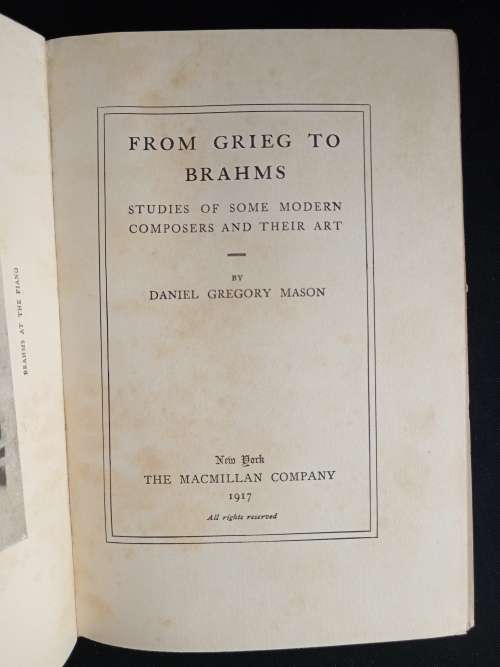 BRAHMS AT THE PIANO
FROM GRIEG TO
BRAHMS
STUDIES OF SOME MODERN
COMPOSERS AND THEIR ART
BY
DANIEL GREGORY MASON
New York
THE MACMILLAN COMPANY
1917
All rights reserved